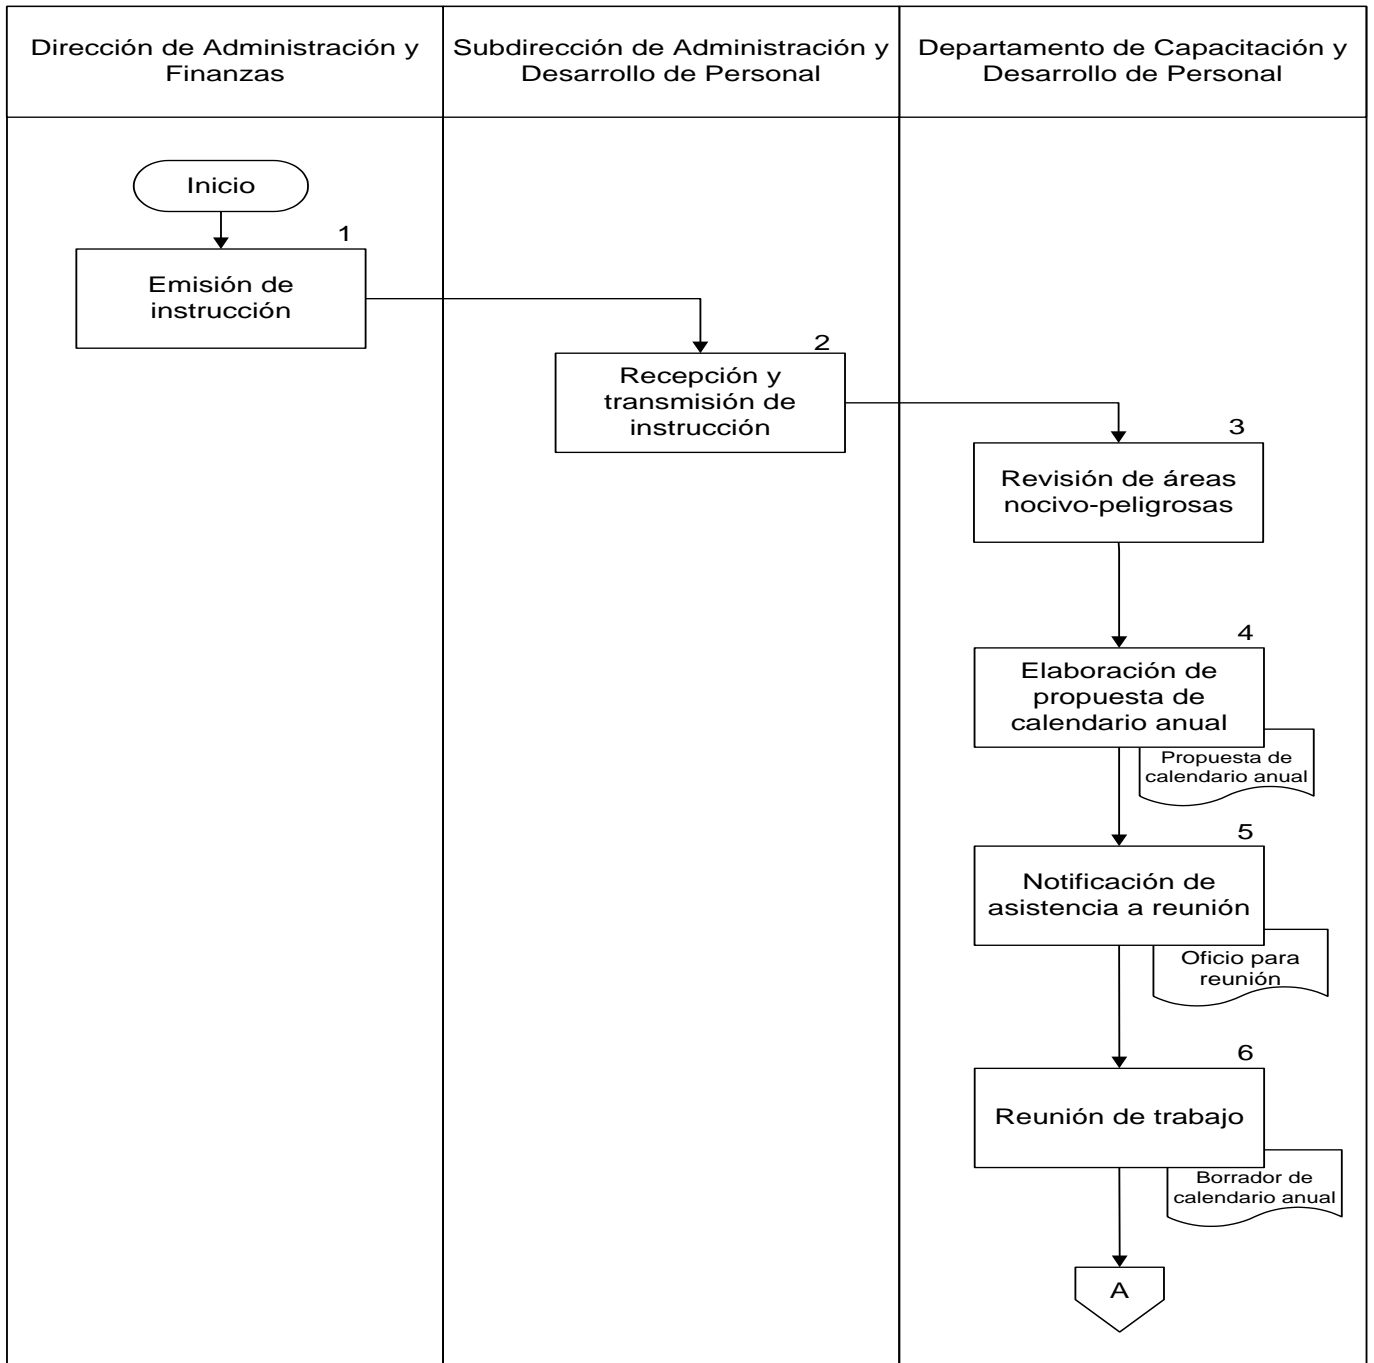 Dirección de Administración y
Finanzas
Subdirección de Administración y
Desarrollo de Personal
Departamento de Capacitación y
Desarrollo de Personal
Inicio
1
Emisión de
instrucción
2
Recepción y
transmisión de
instrucción
3
Revisión de áreas
nocivo-peligrosas
4
Elaboración de
propuesta de
calendario anual
Propuesta de
calendario anual
5
Notificación de
asistencia a reunión
Oficio para
reunión
6
Reunión de trabajo
Borrador de
calendario anual
A